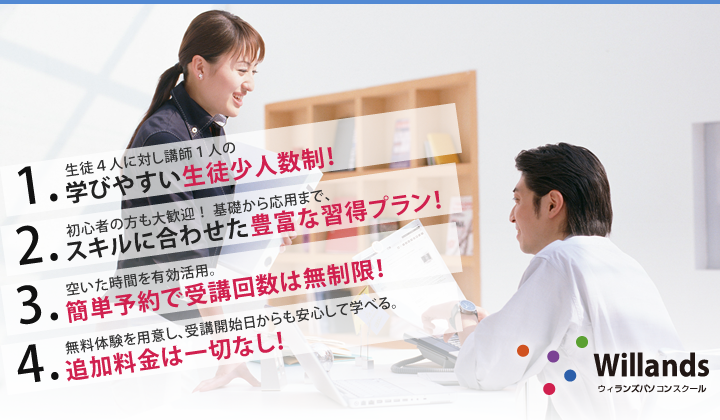 1.
生徒4人に対し講師1人の
学びやすい生徒少人数制!
2.
初心者の方も大歓迎! 基礎から応用まで、
スキルに合わせた豊富な習得プラン!
3.
空いた時間を有効活用。
簡単予約で受講回数は無制限!
4.
無料体験を用意し、受講開始日からも安心して学べる。
追加料金は一切なし!
Willands
ウィランズパソコンスクール